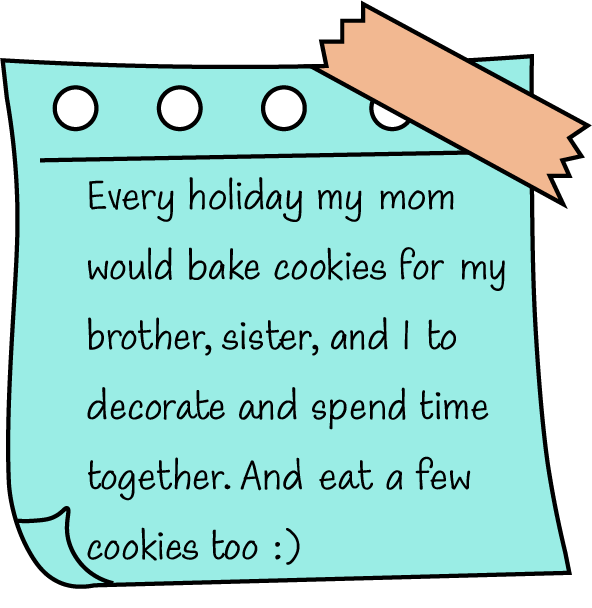 Every holiday my mom
would bake cookies for my
brother, sister, and I to
decorate and spend time
together. And eat a few
cookies too :)